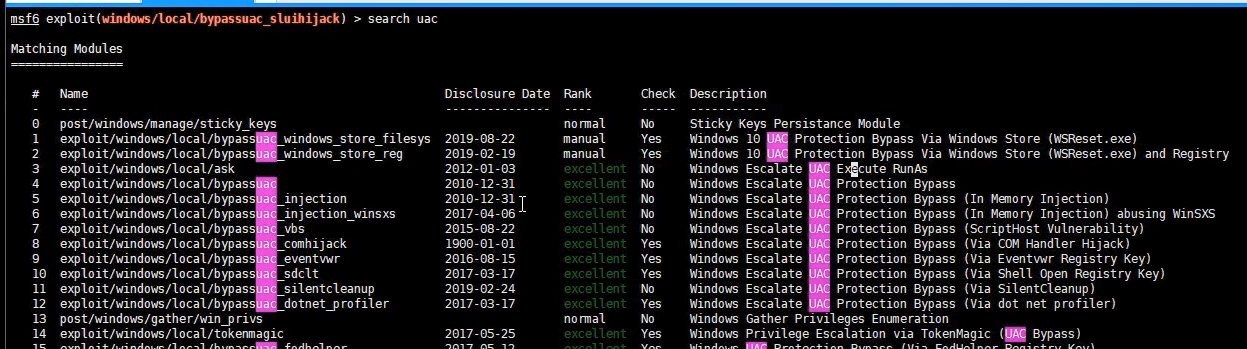 msf6 exploit(windows/local/bypassuac_sluihijack) > search uac
Matching Modules
================
# Name Disclosure Date Rank Check Description
- ---- --------------- ---- ----- -----------
0 post/windows/manage/sticky_keys normal No Sticky Keys Persistance Module
1 exploit/windows/local/bypassuac_windows_store_filesys 2019-08-22 manual Yes Windows 10 UAC Protection Bypass Via Windows Store (WSReset.exe)
2 exploit/windows/local/bypassuac_windows_store_reg 2019-02-19 manual Yes Windows 10 UAC Protection Bypass Via Windows Store (WSReset.exe) and Registry
3 exploit/windows/local/ask 2012-01-03 excellent No Windows Escalate UAC Execute RunAs
4 exploit/windows/local/bypassuac 2010-12-31 excellent No Windows Escalate UAC Protection Bypass
5 exploit/windows/local/bypassuac_injection 2010-12-31 excellent No Windows Escalate UAC Protection Bypass (In Memory Injection)
6 exploit/windows/local/bypassuac_injection_winsxs 2017-04-06 excellent No Windows Escalate UAC Protection Bypass (In Memory Injection) abusing WinSXS
7 exploit/windows/local/bypassuac_vbs 2015-08-22 excellent No Windows Escalate UAC Protection Bypass (ScriptHost Vulnerability)
8 exploit/windows/local/bypassuac_comhijack 1900-01-01 excellent Yes Windows Escalate UAC Protection Bypass (Via COM Handler Hijack)
9 exploit/windows/local/bypassuac_eventvwr 2016-08-15 excellent Yes Windows Escalate UAC Protection Bypass (Via Eventvwr Registry Key)
10 exploit/windows/local/bypassuac_sdclt 2017-03-17 excellent Yes Windows Escalate UAC Protection Bypass (Via Shell Open Registry Key)
11 exploit/windows/local/bypassuac_silentcleanup 2019-02-24 excellent No Windows Escalate UAC Protection Bypass (Via SilentCleanup)
12 exploit/windows/local/bypassuac_dotnet_profiler 2017-03-17 excellent Yes Windows Escalate UAC Protection Bypass (Via dot net profiler)
13 post/windows/gather/win_privs normal No Windows Gather Privileges Enumeration
14 exploit/windows/local/tokenmagic 2017-05-25 excellent Yes Windows Privilege Escalation via TokenMagic (UAC Bypass)
15 exploit/windows/local/bypassuac_fodhelper 2017-05-12 excellent Yes Windows UAC Protection Bypass (Via FodHelper Registry Key)